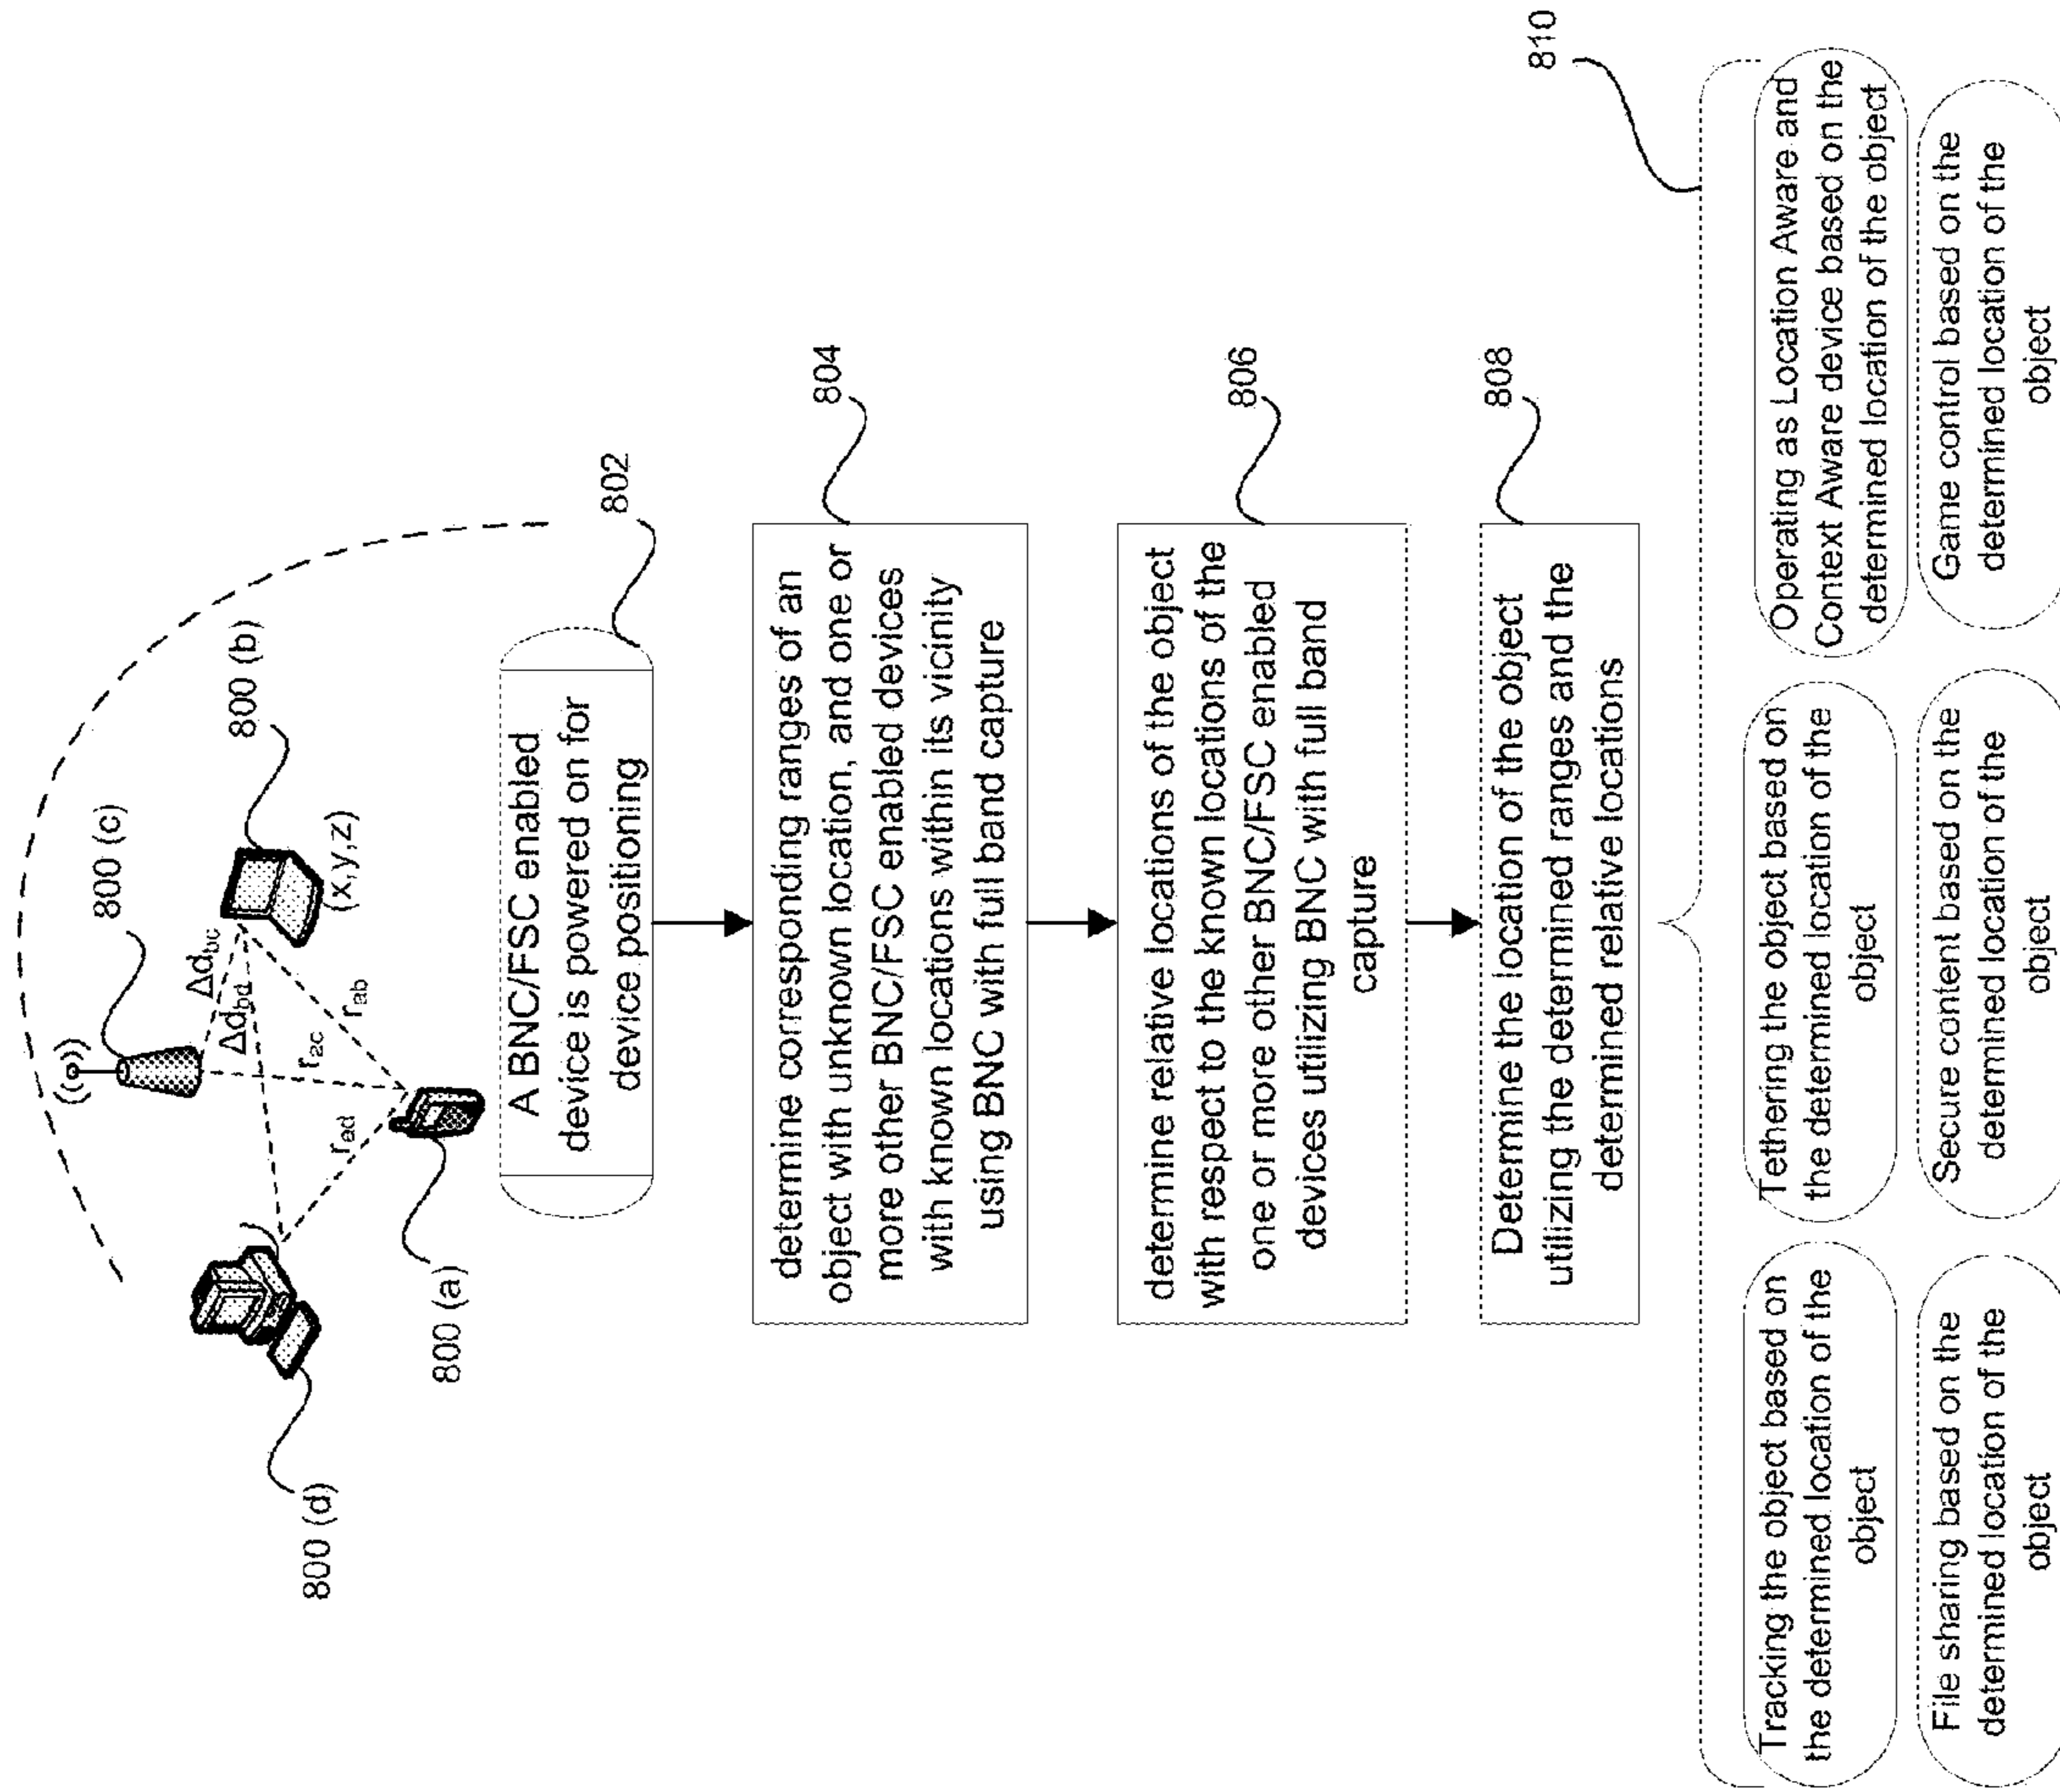 800 (c)
800 (b)
(x,y,z)
Δd_bc
Δd_bd
r_ab
r_ac
r_ad
800 (d)
800 (a)
802
A BNC/FSC enabled
device is powered on for
device positioning
804
determine corresponding ranges of an
object with unknown location, and one or
more other BNC/FSC enabled devices
with known locations within its vicinity
using BNC with full band capture
806
determine relative locations of the object
with respect to the known locations of the
one or more other BNC/FSC enabled
devices utilizing BNC with full band
capture
808
Determine the location of the object
utilizing the determined ranges and the
determined relative locations
810
Tracking the object based on
the determined location of the
object
Tethering the object based on
the determined location of the
object
Operating as Location Aware and
Context Aware device based on the
determined location of the object
File sharing based on the
determined location of the
object
Secure content based on the
determined location of the
object
Game control based on the
determined location of the
object